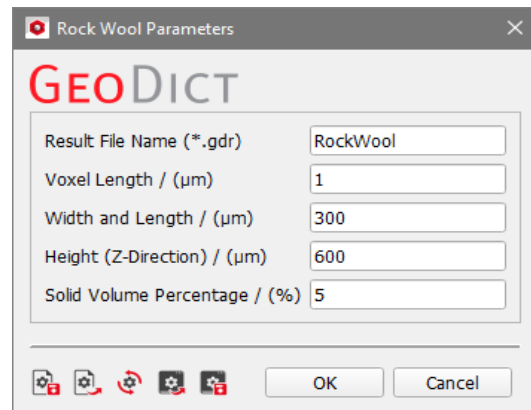 Rock Wool Parameters
GEODICT
Result File Name (*.gdr) RockWool
Voxel Length / (µm) 1
Width and Length / (µm) 300
Height (Z-Direction) / (µm) 600
Solid Volume Percentage / (%) 5
OK Cancel